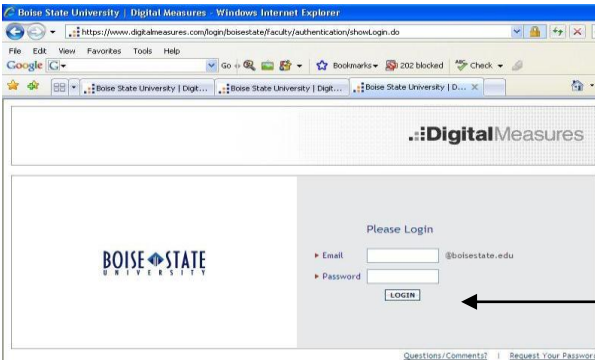 Boise State University | Digital Measures - Windows Internet Explorer
https://www.digitalmeasures.com/login/boisestate/faculty/authentication/showLogin.do
File Edit View Favorites Tools Help
Google G Go Bookmarks 202 blocked Check
Boise State University | Digit... Boise State University | Digit... Boise State University | D... X
.:DigitalMeasures
Please Login
BOISE STATE
UNIVERSITY
Email @boisestate.edu
Password
LOGIN
Questions/Comments? | Request Your Password